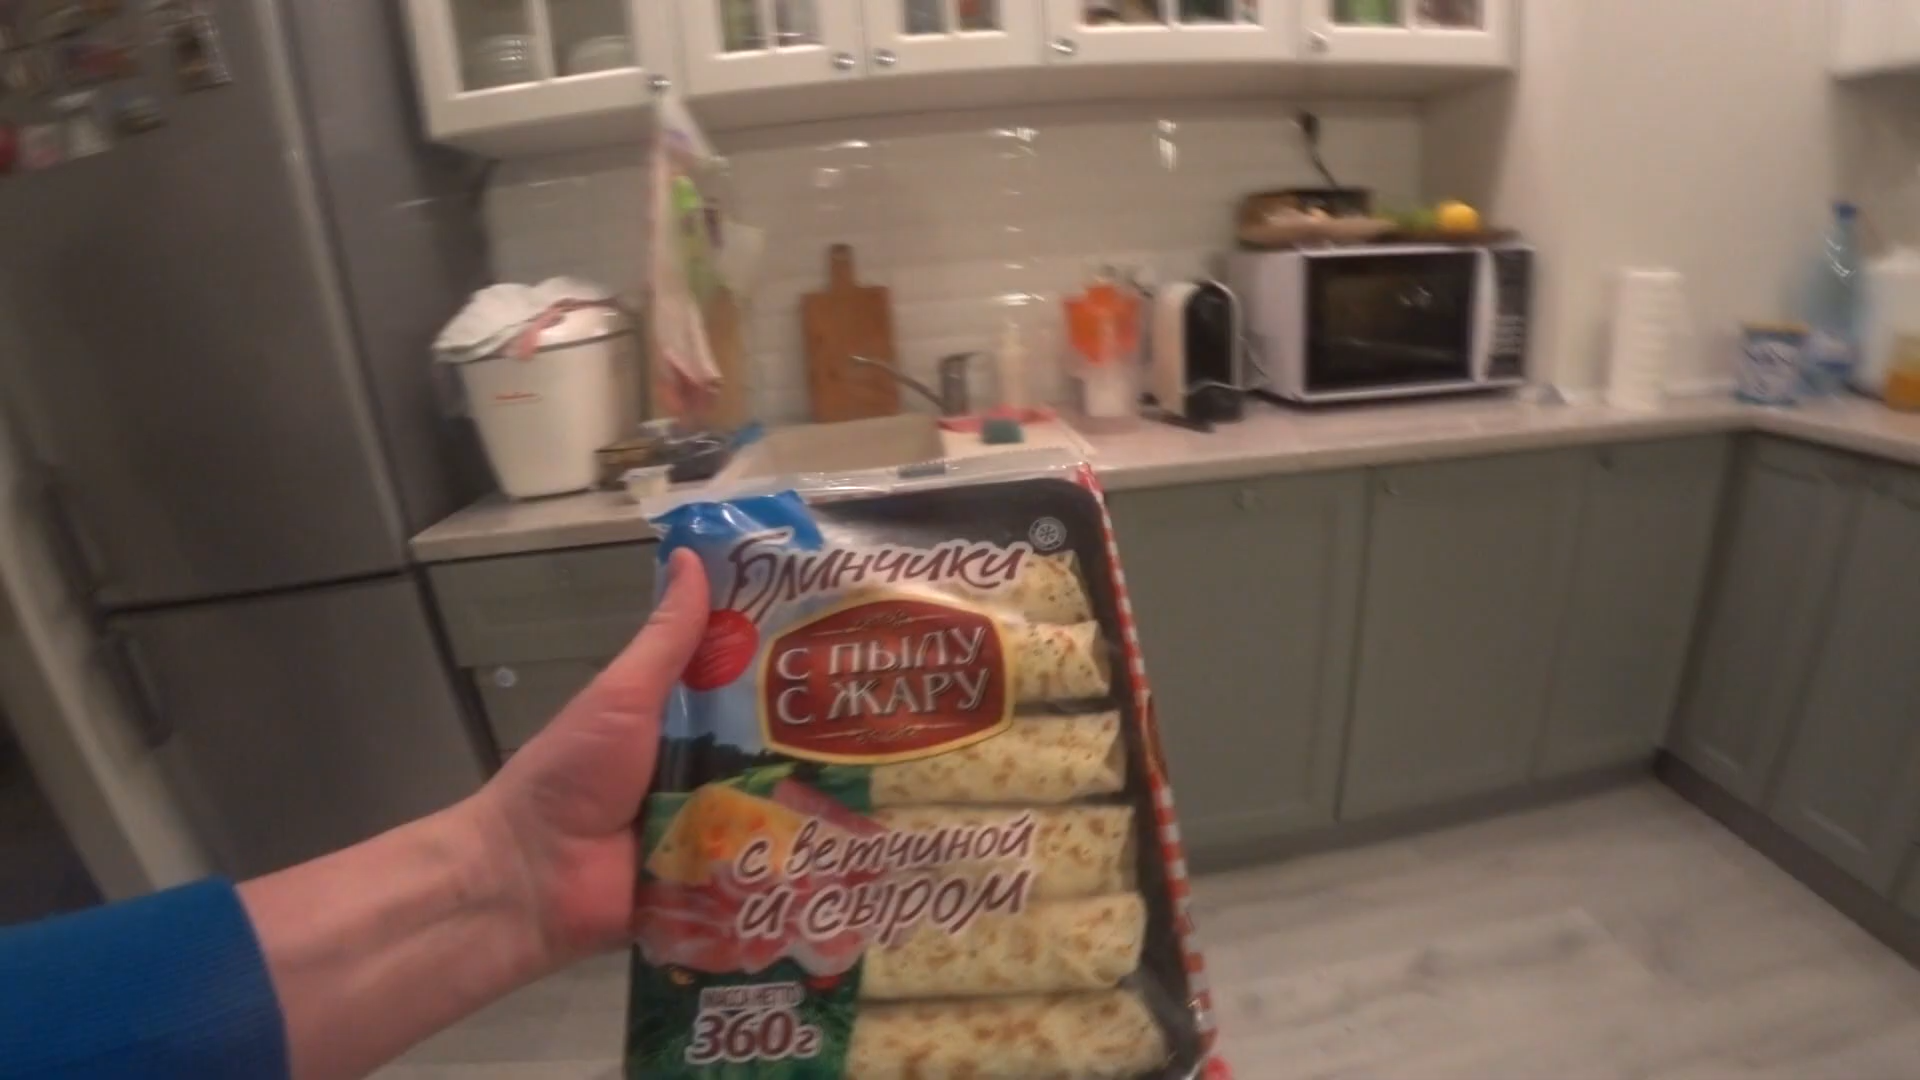 Блинчики
С ПЫЛУ
С ЖАРУ
с ветчиной
и сыром
МАССА НЕТТО
360г